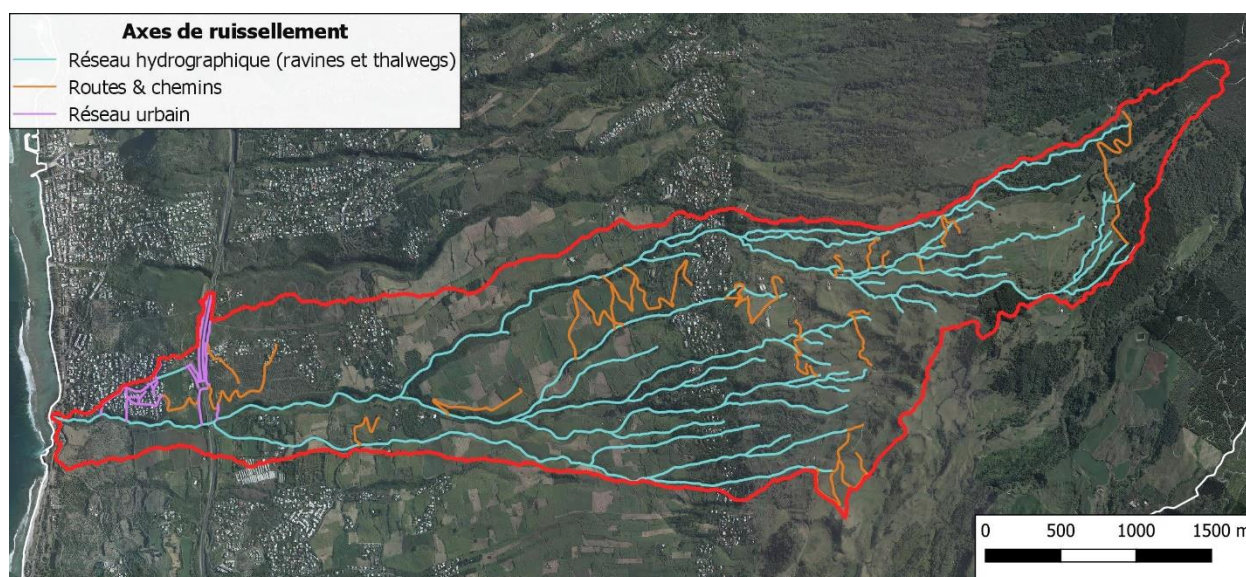 Axes de ruissellement
Réseau hydrographique (ravines et thalwegs)
Routes & chemins
Réseau urbain
0 500 1000 1500 m